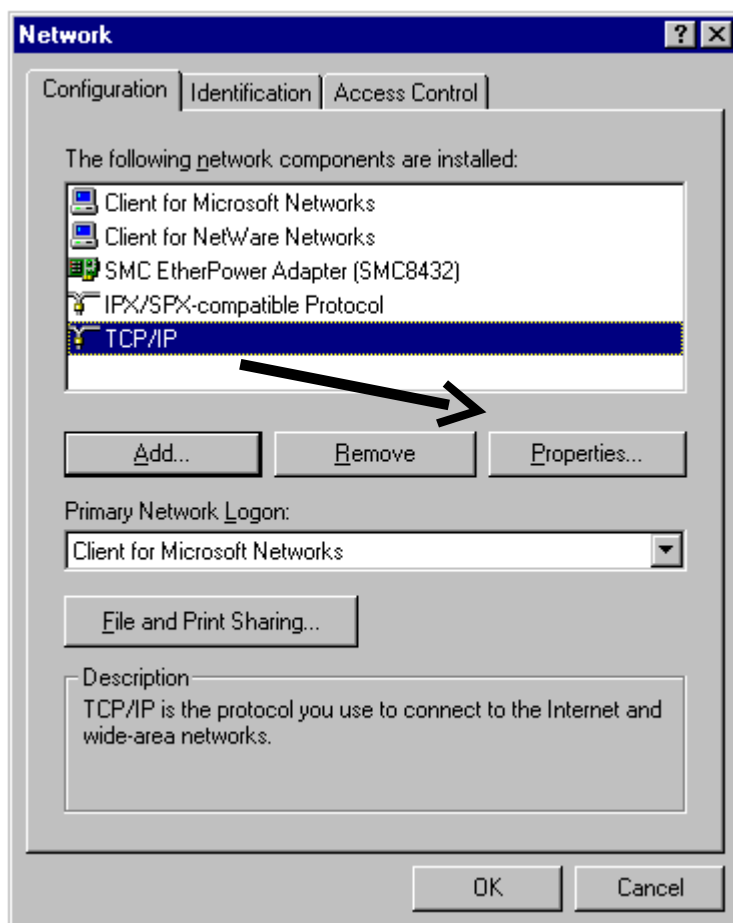 Network
Configuration Identification Access Control
The following network components are installed:
Client for Microsoft Networks
Client for NetWare Networks
SMC EtherPower Adapter (SMC8432)
IPX/SPX-compatible Protocol
TCP/IP
Add... Remove Properties...
Primary Network Logon:
Client for Microsoft Networks
File and Print Sharing...
Description
TCP/IP is the protocol you use to connect to the Internet and
wide-area networks.
OK Cancel